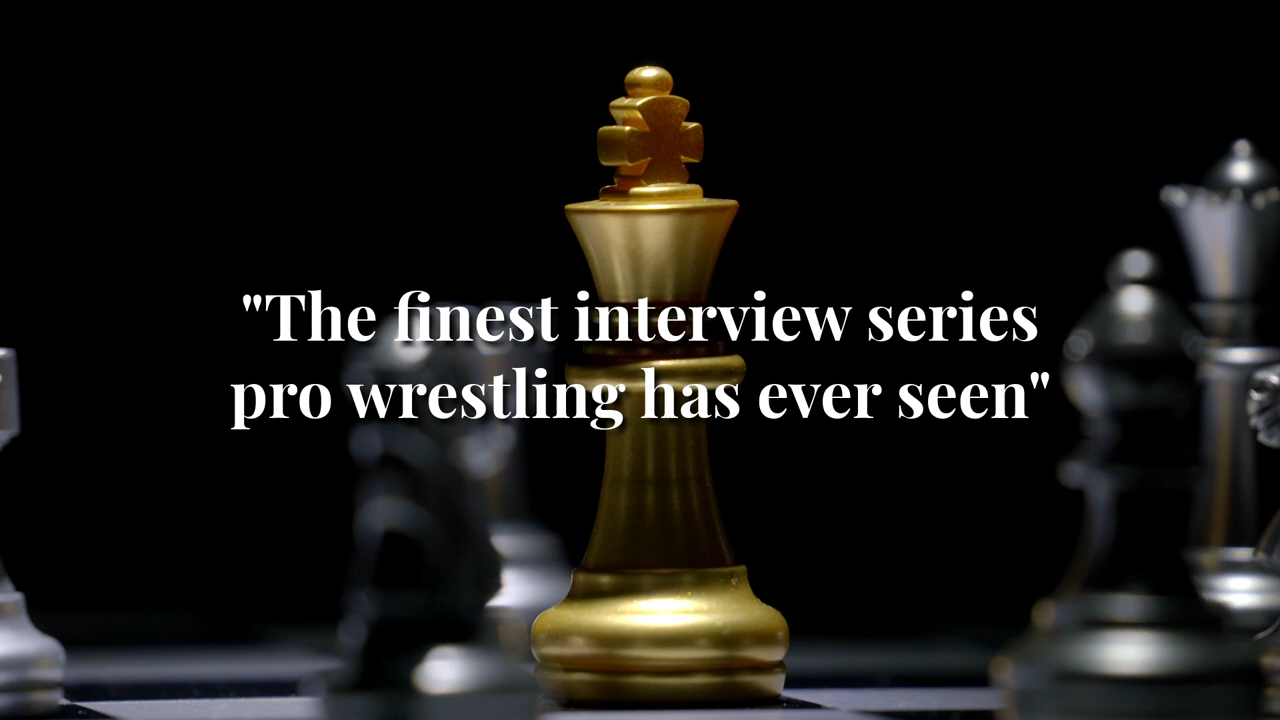 "The finest interview series
pro wrestling has ever seen"